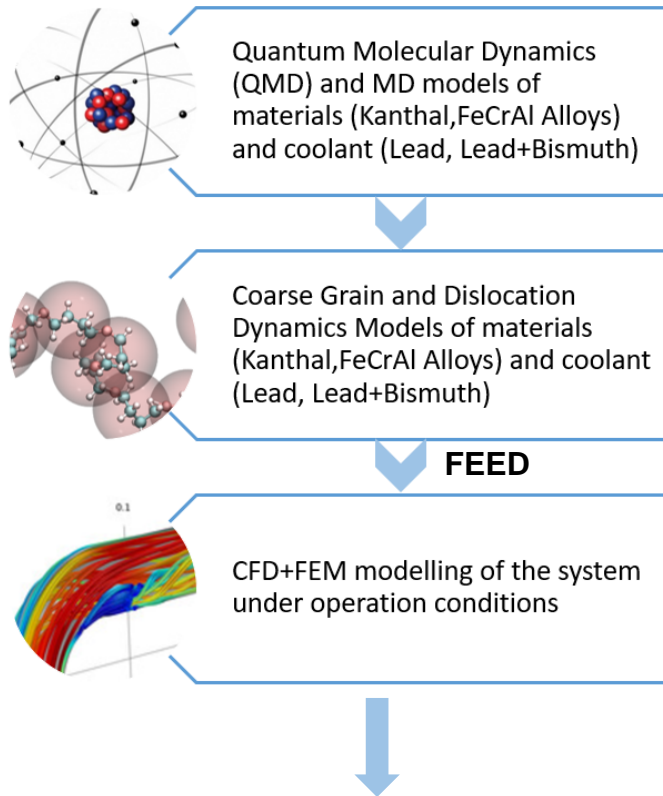 Quantum Molecular Dynamics
(QMD) and MD models of
materials (Kanthal,FeCrAl Alloys)
and coolant (Lead, Lead+Bismuth)
Coarse Grain and Dislocation
Dynamics Models of materials
(Kanthal,FeCrAl Alloys) and coolant
(Lead, Lead+Bismuth)
FEED
0.1
CFD+FEM modelling of the system
under operation conditions